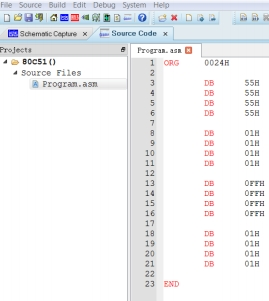 File Source Build Edit Debug System Help
Schematic Capture × Source Code ×
Projects
80C51 ()
Source Files
Program.asm
Program.asm
1 ORG 0024H
2
3 DB 55H
4 DB 55H
5 DB 55H
6 DB 55H
7
8 DB 01H
9 DB 01H
10 DB 01H
11 DB 01H
12
13 DB 0FFH
14 DB 0FFH
15 DB 0FFH
16 DB 0FFH
17
18 DB 01H
19 DB 01H
20 DB 01H
21 DB 01H
22
23 END